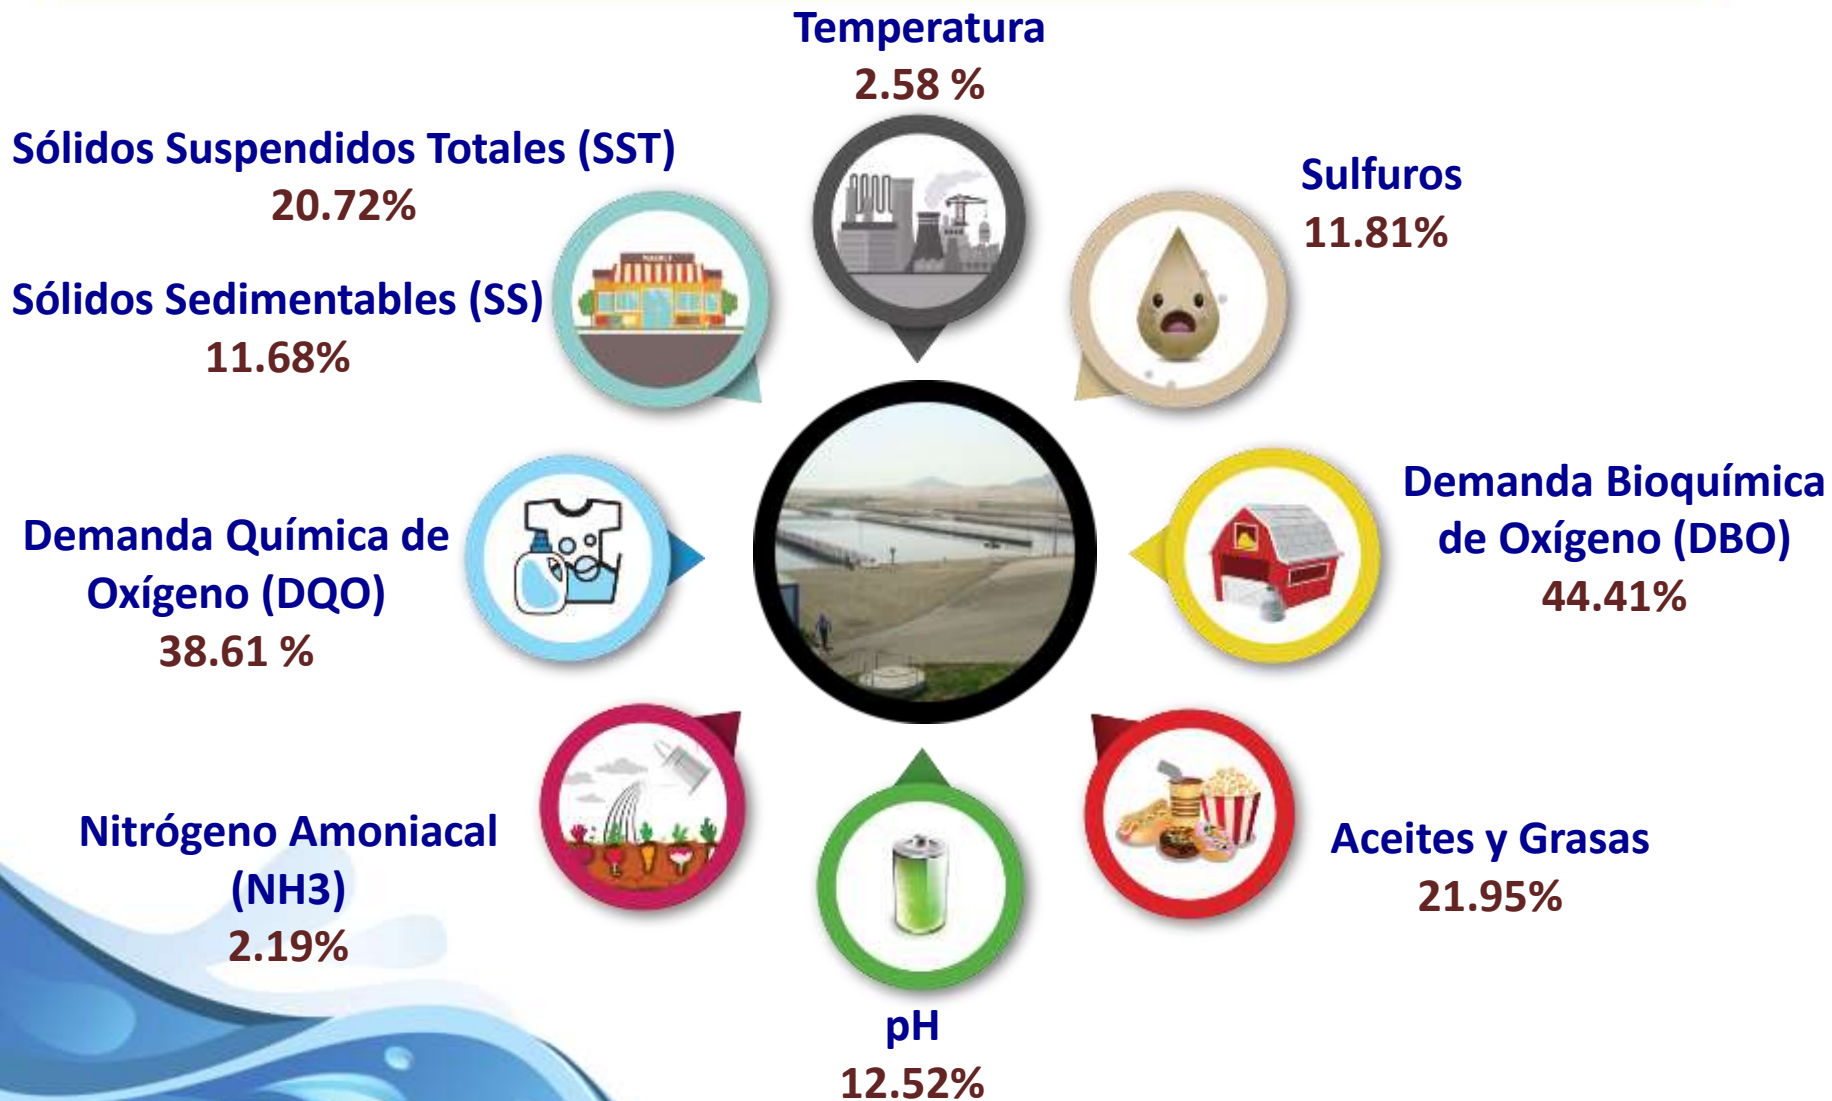 Temperatura
2.58 %
Sólidos Suspendidos Totales (SST)
20.72%
Sulfuros
11.81%
Sólidos Sedimentables (SS)
11.68%
Demanda Química de
Oxígeno (DQO)
38.61 %
Demanda Bioquímica
de Oxígeno (DBO)
44.41%
Nitrógeno Amoniacal
(NH3)
2.19%
Aceites y Grasas
21.95%
pH
12.52%